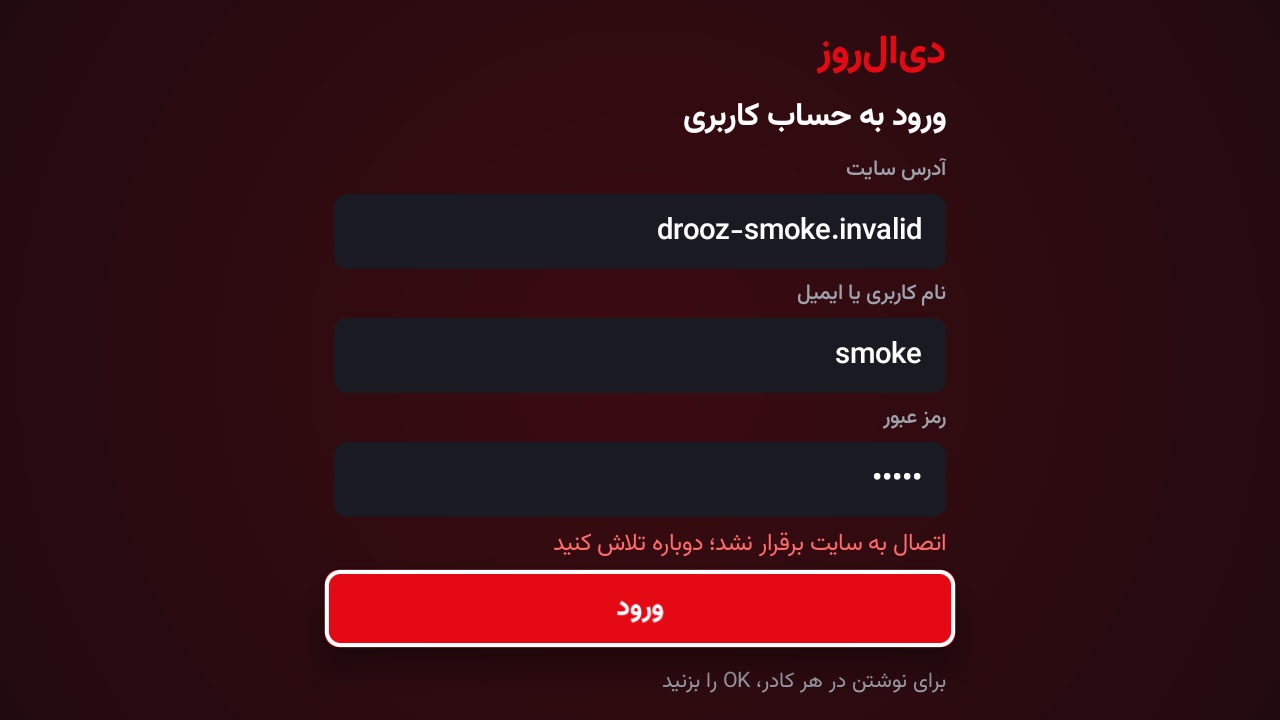 دی‌ال‌روز
ورود به حساب کاربری
آدرس سایت
drooz-smoke.invalid
نام کاربری یا ایمیل
smoke
رمز عبور
•••••
اتصال به سایت برقرار نشد؛ دوباره تلاش کنید
ورود
برای نوشتن در هر کادر، OK را بزنید